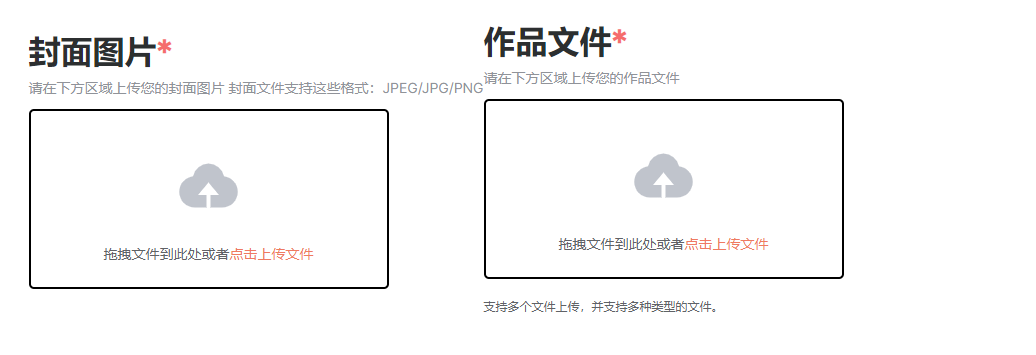 封面图片*
请在下方区域上传您的封面图片 封面文件支持这些格式：JPEG/JPG/PNG
拖拽文件到此处或者点击上传文件
作品文件*
请在下方区域上传您的作品文件
拖拽文件到此处或者点击上传文件
支持多个文件上传，并支持多种类型的文件。